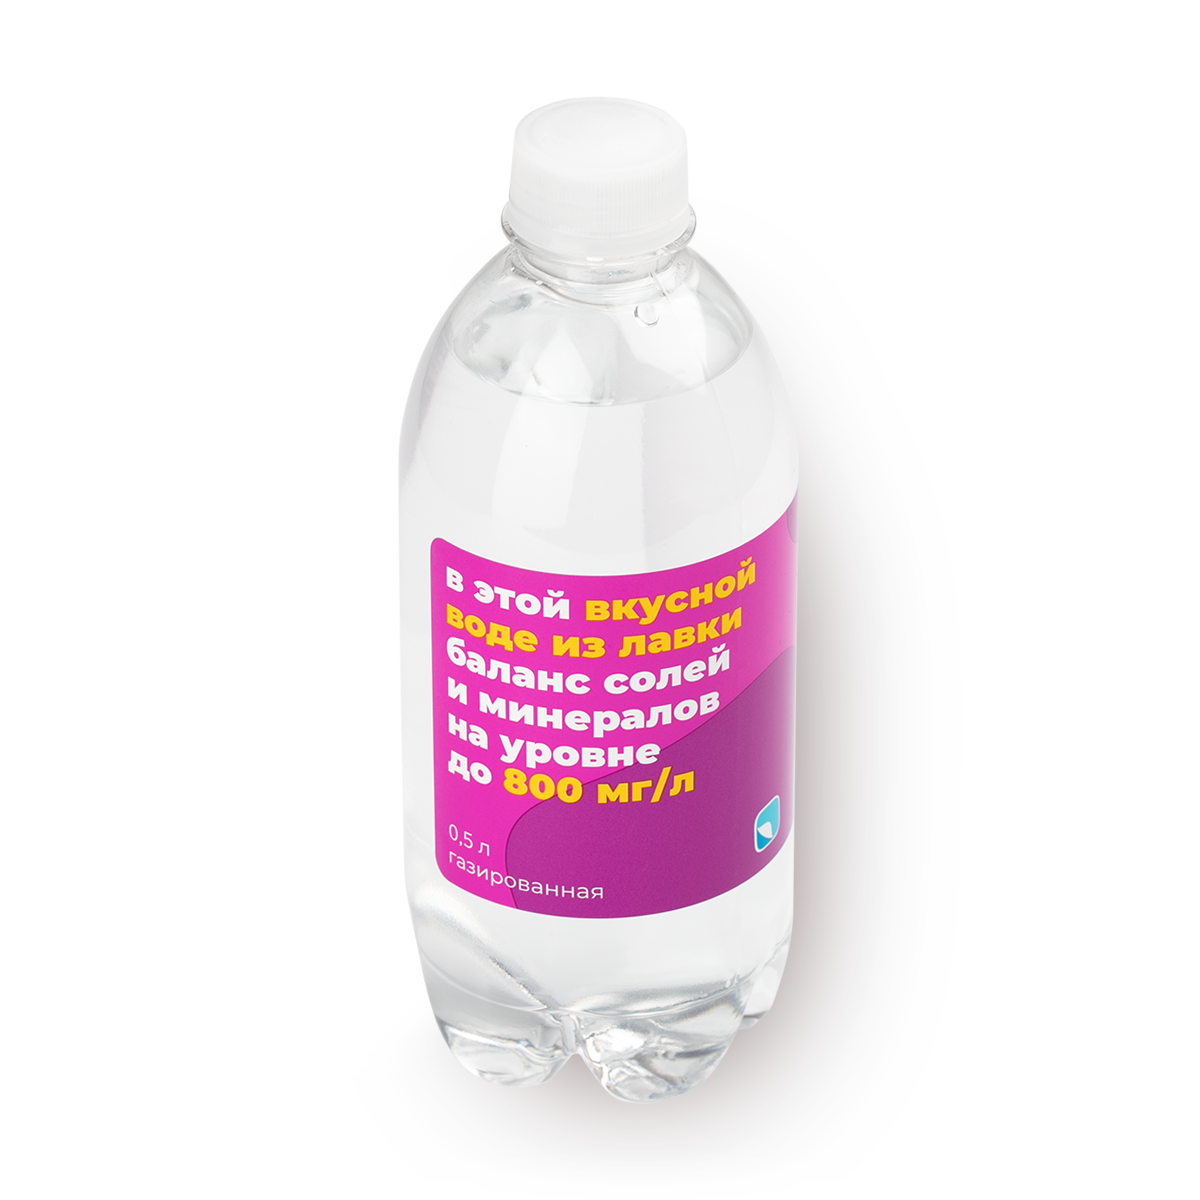 в этой вкусной
воде из лавки
баланс солей
и минералов
на уровне
до 800 мг/л
0,5 л
газированная